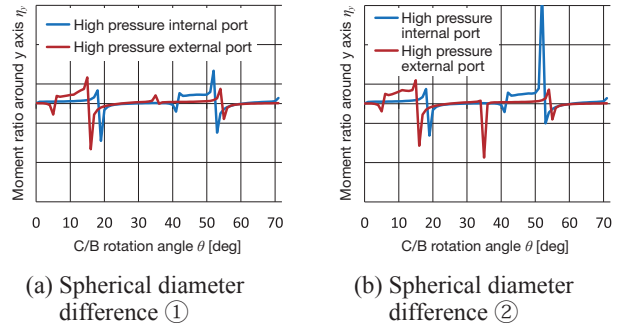 Moment ratio around y axis ηy
High pressure internal port
High pressure external port
0 10 20 30 40 50 60 70
C/B rotation angle θ [deg]
(a) Spherical diameter
difference ①
Moment ratio around y axis ηy
High pressure
internal port
High pressure
external port
0 10 20 30 40 50 60 70
C/B rotation angle θ [deg]
(b) Spherical diameter
difference ②